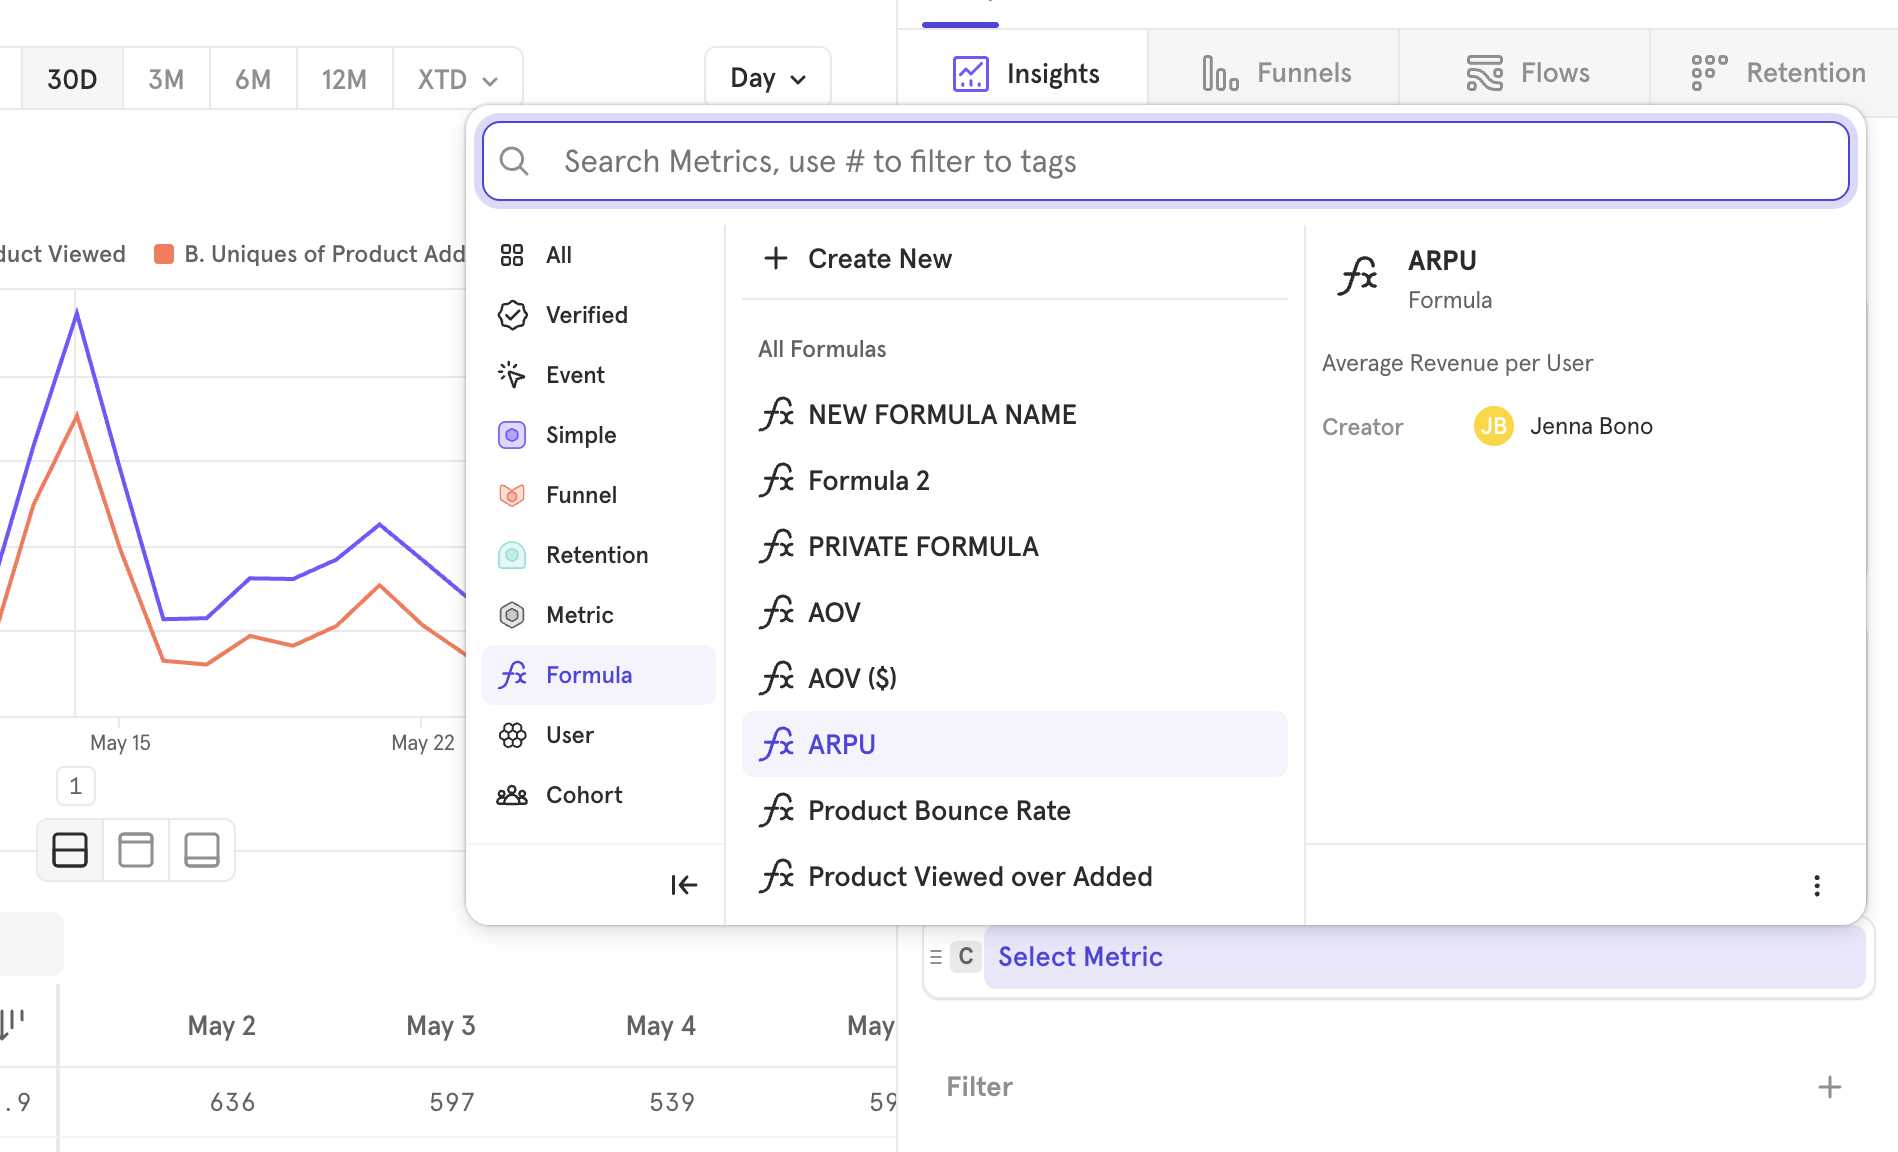 30D
3M
6M
12M
XTD
Day
Insights
Funnels
Flows
Retention
Search Metrics, use # to filter to tags
Viewed
B. Uniques of Product
All
Verified
Event
Simple
Funnel
Retention
Metric
Formula
User
Cohort
Create New
All Formulas
NEW FORMULA NAME
Formula 2
PRIVATE FORMULA
AOV
AOV ($)
ARPU
Product Bounce Rate
Product Viewed over Added
ARPU
Formula
Average Revenue per User
Creator
JB
Jenna Bono
May 15
May 22
1
C
Select Metric
May 2
May 3
May 4
May
.9
636
597
539
Filter